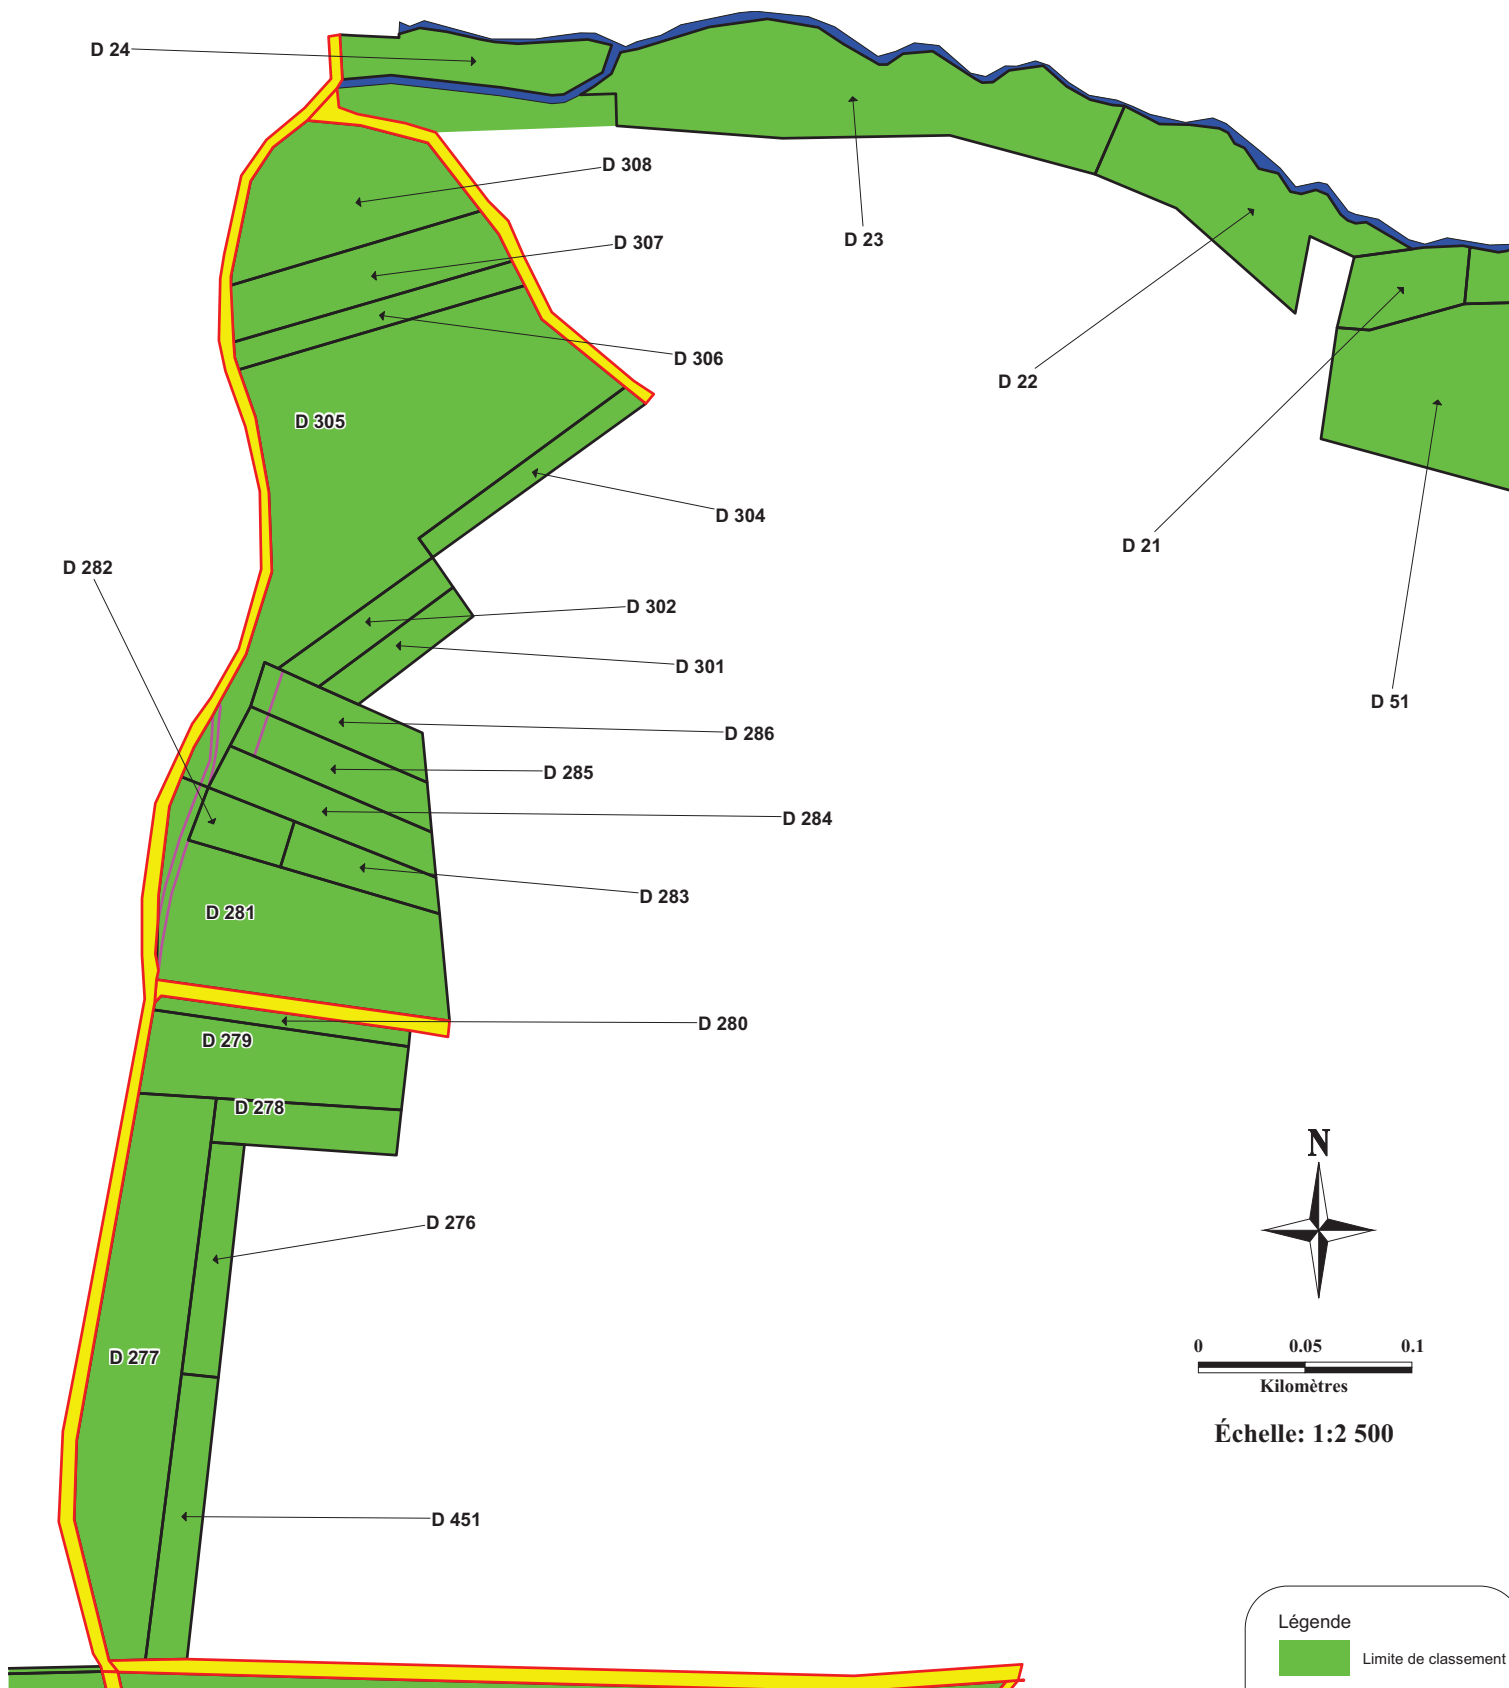 D 24
D 308
D 307
D 23
D 306
D 22
D 305
D 304
D 21
D 282
D 302
D 301
D 51
D 286
D 285
D 284
D 283
D 281
D 280
D 279
D 278
N
D 276
0 0.05 0.1
D 277
Kilomètres
Échelle: 1:2 500
D 451
Légende
Limite de classement